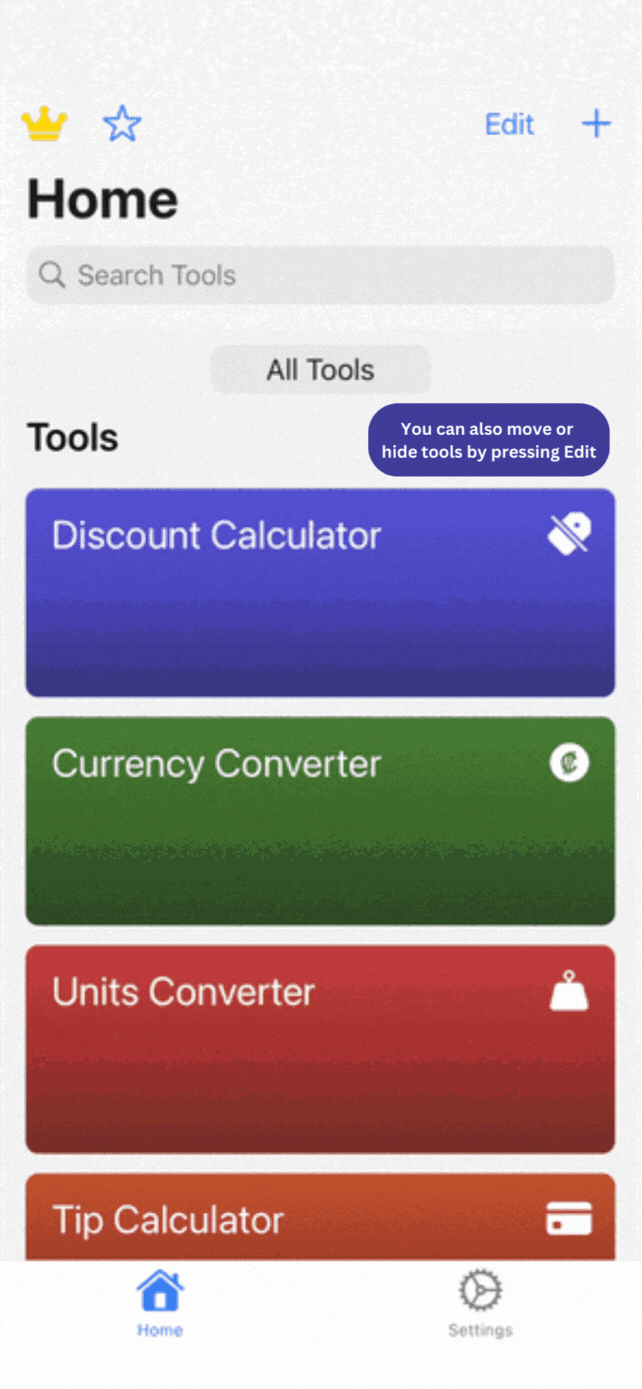 Edit
Home
Search Tools
All Tools
Tools
You can also move or
hide tools by pressing Edit
Discount Calculator
Currency Converter
Units Converter
Tip Calculator
Home
Settings